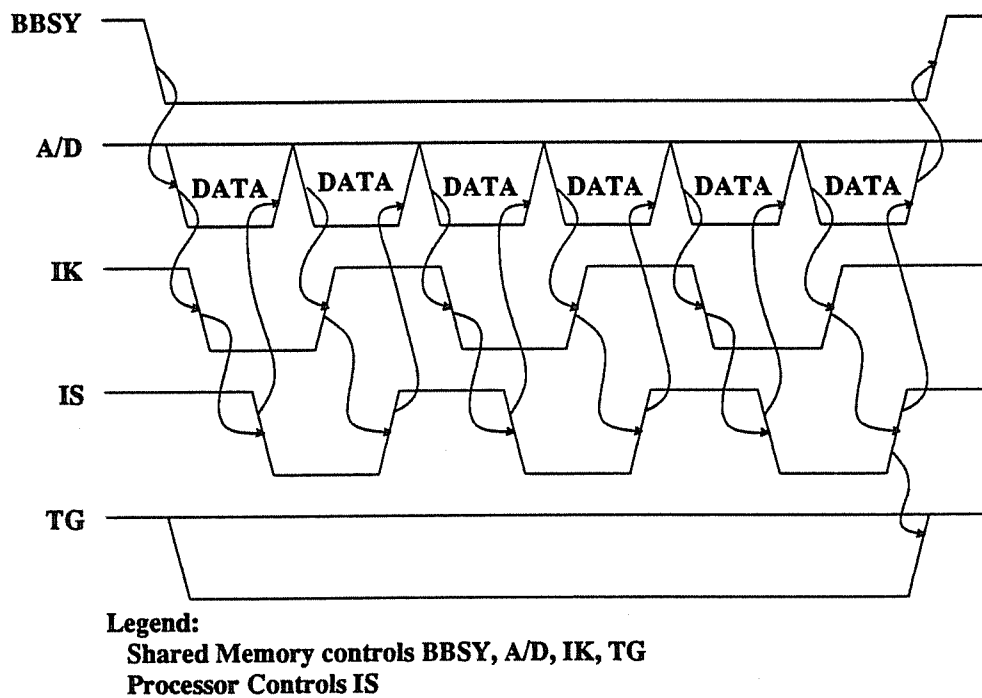 BBSY
A/D
DATA DATA DATA DATA DATA DATA
IK
IS
TG
Legend:
Shared Memory controls BBSY, A/D, IK, TG
Processor Controls IS